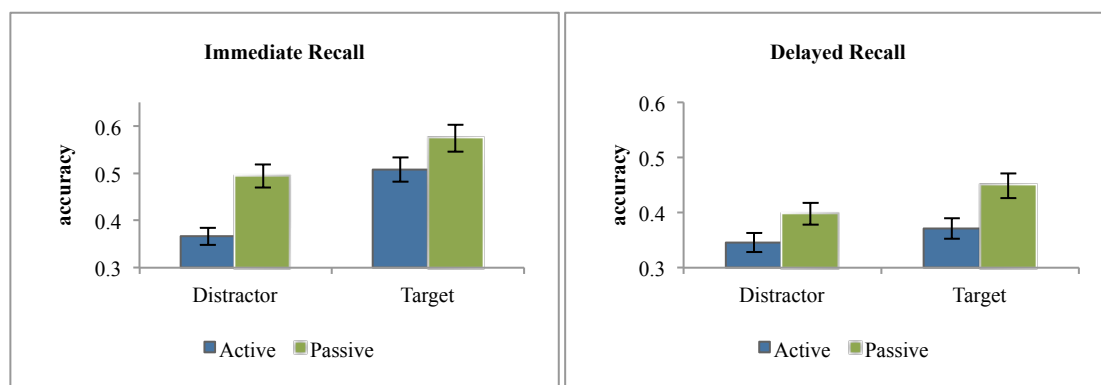 Immediate Recall
accuracy
0.6
0.5
0.4
0.3
Distractor
Target
Active
Passive
Delayed Recall
accuracy
0.6
0.5
0.4
0.3
Distractor
Target
Active
Passive